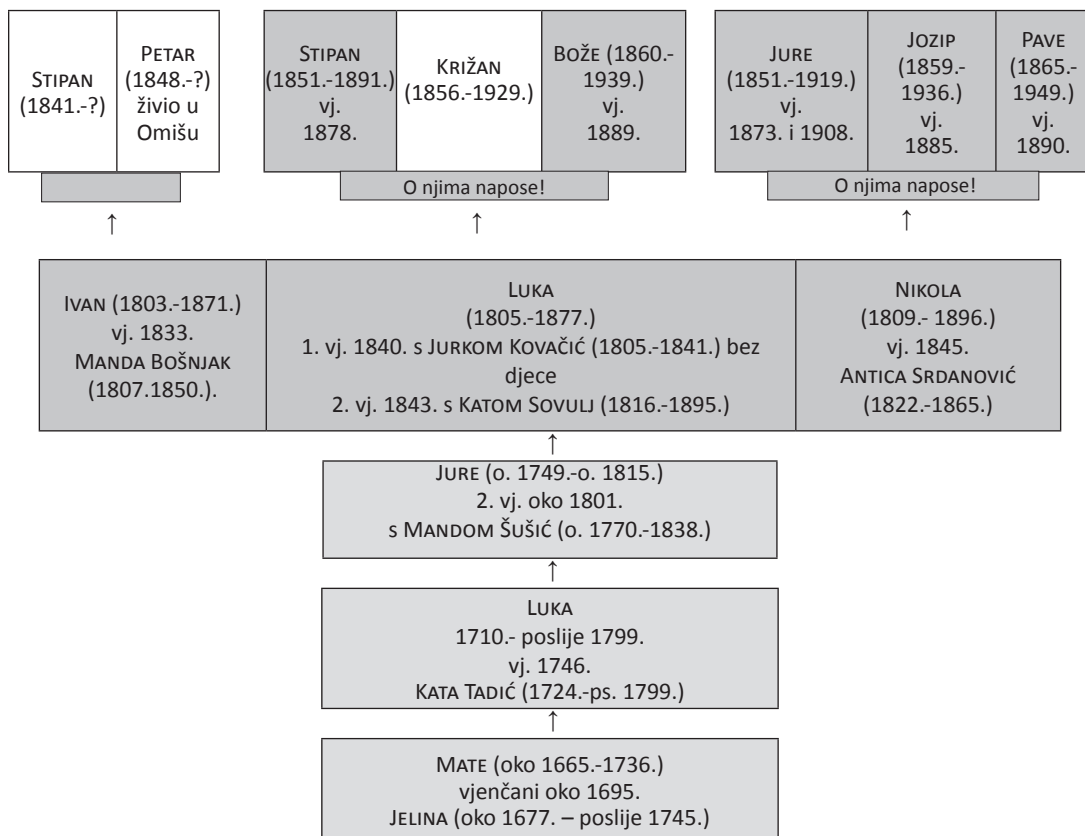 Stipan
(1841.-?)
Petar
(1848.-?)
živio u
Omišu
Stipan
(1851.-1891.)
vj.
1878.
Križan
(1856.-1929.)
Bože (1860.-
1939.)
vj.
1889.
Jure
(1851.-1919.)
vj.
1873. i 1908.
Jozip
(1859.-
1936.)
vj.
1885.
Pave
(1865.-
1949.)
vj.
1890.
O njima napose!
O njima napose!
↑
↑
↑
Ivan (1803.-1871.)
vj. 1833.
Manda Bošnjak
(1807.1850.).
Luka
(1805.-1877.)
1. vj. 1840. s Jurkom Kovačić (1805.-1841.) bez
djece
2. vj. 1843. s Katom Sovulj (1816.-1895.)
Nikola
(1809.- 1896.)
vj. 1845.
Antica Srdanović
(1822.-1865.)
↑
Jure (o. 1749.-o. 1815.)
2. vj. oko 1801.
s Mandom Šušić (o. 1770.-1838.)
↑
Luka
1710.- poslije 1799.
vj. 1746.
Kata Tadić (1724.-ps. 1799.)
↑
Mate (oko 1665.-1736.)
vjenčani oko 1695.
Jelina (oko 1677. – poslije 1745.)